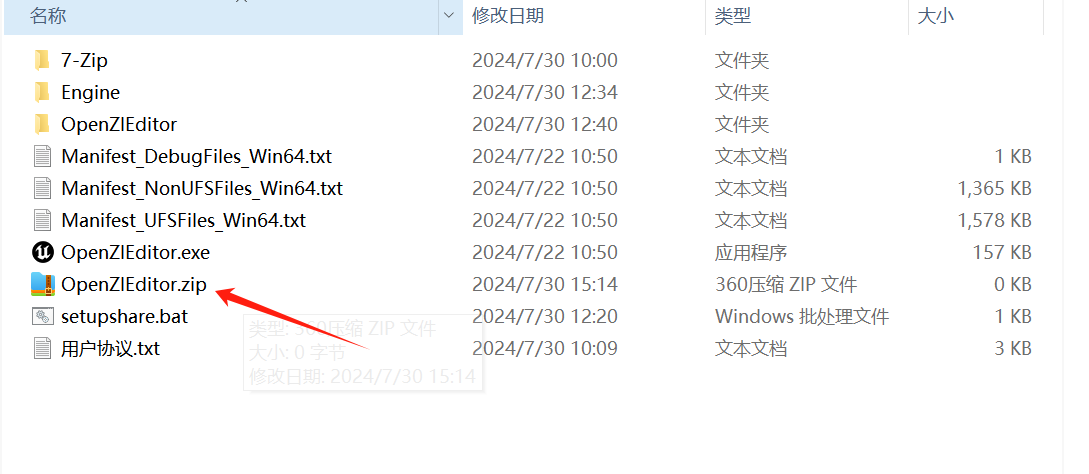 名称 修改日期 类型 大小
7-Zip 2024/7/30 10:00 文件夹
Engine 2024/7/30 12:34 文件夹
OpenZIEditor 2024/7/30 12:40 文件夹
Manifest_DebugFiles_Win64.txt 2024/7/22 10:50 文本文档 1 KB
Manifest_NonUFSFiles_Win64.txt 2024/7/22 10:50 文本文档 1,365 KB
Manifest_UFSFiles_Win64.txt 2024/7/22 10:50 文本文档 1,578 KB
OpenZIEditor.exe 2024/7/22 10:50 应用程序 157 KB
OpenZIEditor.zip 2024/7/30 15:14 360压缩 ZIP 文件 0 KB
setupshare.bat 2024/7/30 12:20 Windows 批处理文件 1 KB
类型: 360压缩 ZIP 文件
用户协议.txt 2024/7/30 10:09 文本文档 3 KB
大小: 0 字节
修改日期: 2024/7/30 15:14